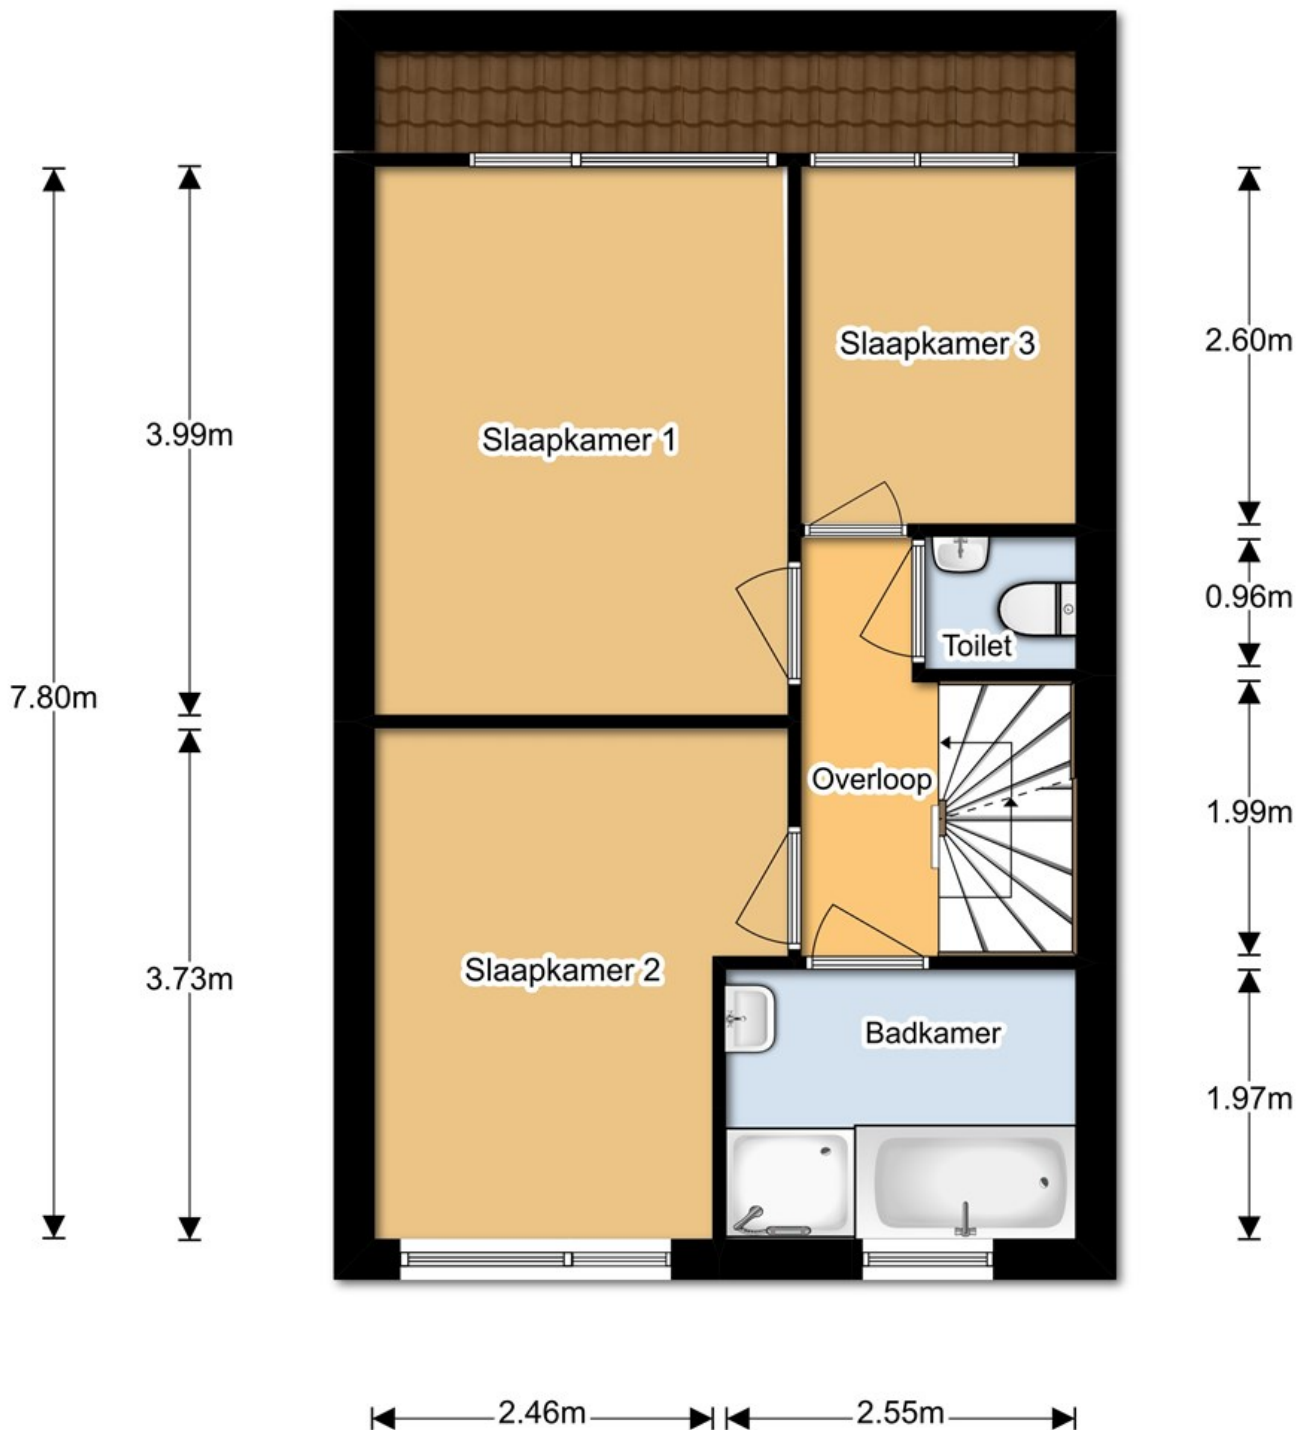 Slaapkamer 3
2.60m
3.99m
Slaapkamer 1
0.96m
Toilet
7.80m
Overloop
1.99m
Slaapkamer 2
3.73m
Badkamer
1.97m
2.46m
2.55m